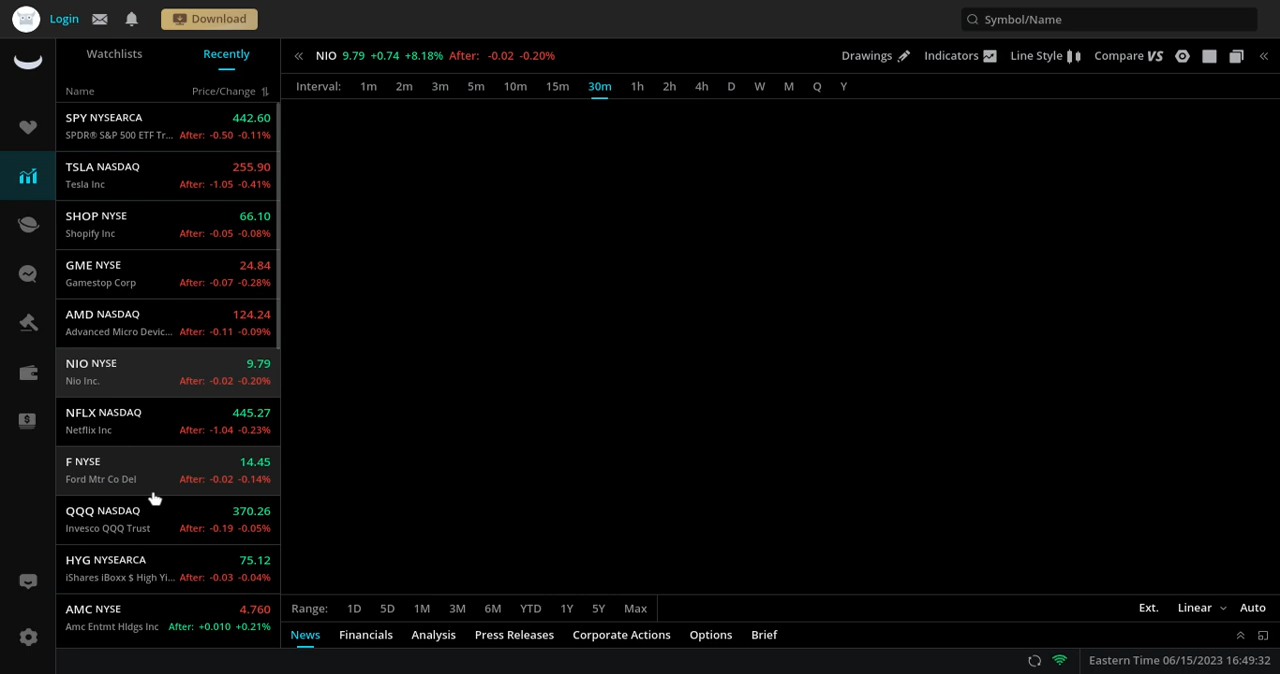 Login
Download
Symbol/Name
Watchlists
Recently
NIO 9.79 +0.74 +8.18% After: -0.02 -0.20%
Drawings
Indicators
Line Style
Compare VS
Interval: 1m 2m 3m 5m 10m 15m 30m 1h 2h 4h D W M Q Y
Name Price/Change
SPY NYSEARCA 442.60
SPDR® S&P 500 ETF Tr... After: -0.50 -0.11%
TSLA NASDAQ 255.90
Tesla Inc After: -1.05 -0.41%
SHOP NYSE 66.10
Shopify Inc After: -0.05 -0.08%
GME NYSE 24.84
Gamestop Corp After: -0.07 -0.28%
AMD NASDAQ 124.24
Advanced Micro Devic... After: -0.11 -0.09%
NIO NYSE 9.79
Nio Inc. After: -0.02 -0.20%
NFLX NASDAQ 445.27
Netflix Inc After: -1.04 -0.23%
F NYSE 14.45
Ford Mtr Co Del After: -0.02 -0.14%
QQQ NASDAQ 370.26
Invesco QQQ Trust After: -0.19 -0.05%
HYG NYSEARCA 75.12
iShares iBoxx $ High Yi... After: -0.03 -0.04%
AMC NYSE 4.760
Amc Entmt Hldgs Inc After: +0.010 +0.21%
Range: 1D 5D 1M 3M 6M YTD 1Y 5Y Max
Ext. Linear Auto
News Financials Analysis Press Releases Corporate Actions Options Brief
Eastern Time 06/15/2023 16:49:32